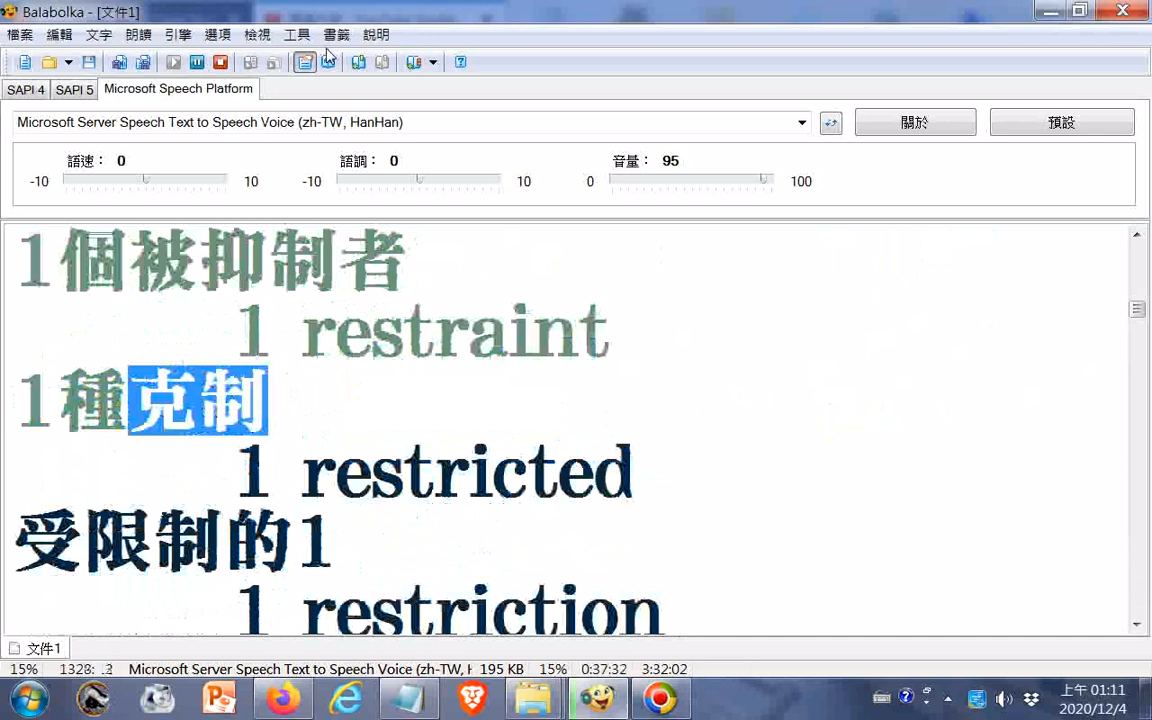 Balabolka - [文件1]
檔案 編輯 文字 朗讀 引擎 選項 檢視 工具 書籤 說明
SAPI 4 SAPI 5 Microsoft Speech Platform
Microsoft Server Speech Text to Speech Voice (zh-TW, HanHan) 關於 預設
語速： 0 語調： 0 音量： 95
-10 10 -10 10 0 100
1個被抑制者
1 restraint
1種克制
1 restricted
受限制的1
1 restriction
文件1
15% Microsoft Server Speech Text to Speech Voice (zh-TW, 195 KB 15% 0:37:32 3:32:02
上午 01:11
2020/12/4